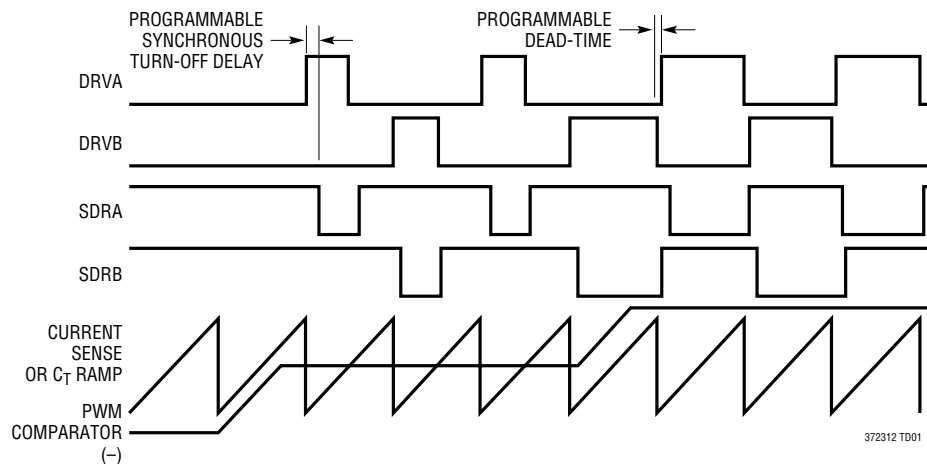 PROGRAMMABLE
SYNCHRONOUS
TURN-OFF DELAY
PROGRAMMABLE
DEAD-TIME
DRVA
DRVB
SDRA
SDRB
CURRENT
SENSE
OR CT RAMP
PWM
COMPARATOR
(–)
372312 TD01